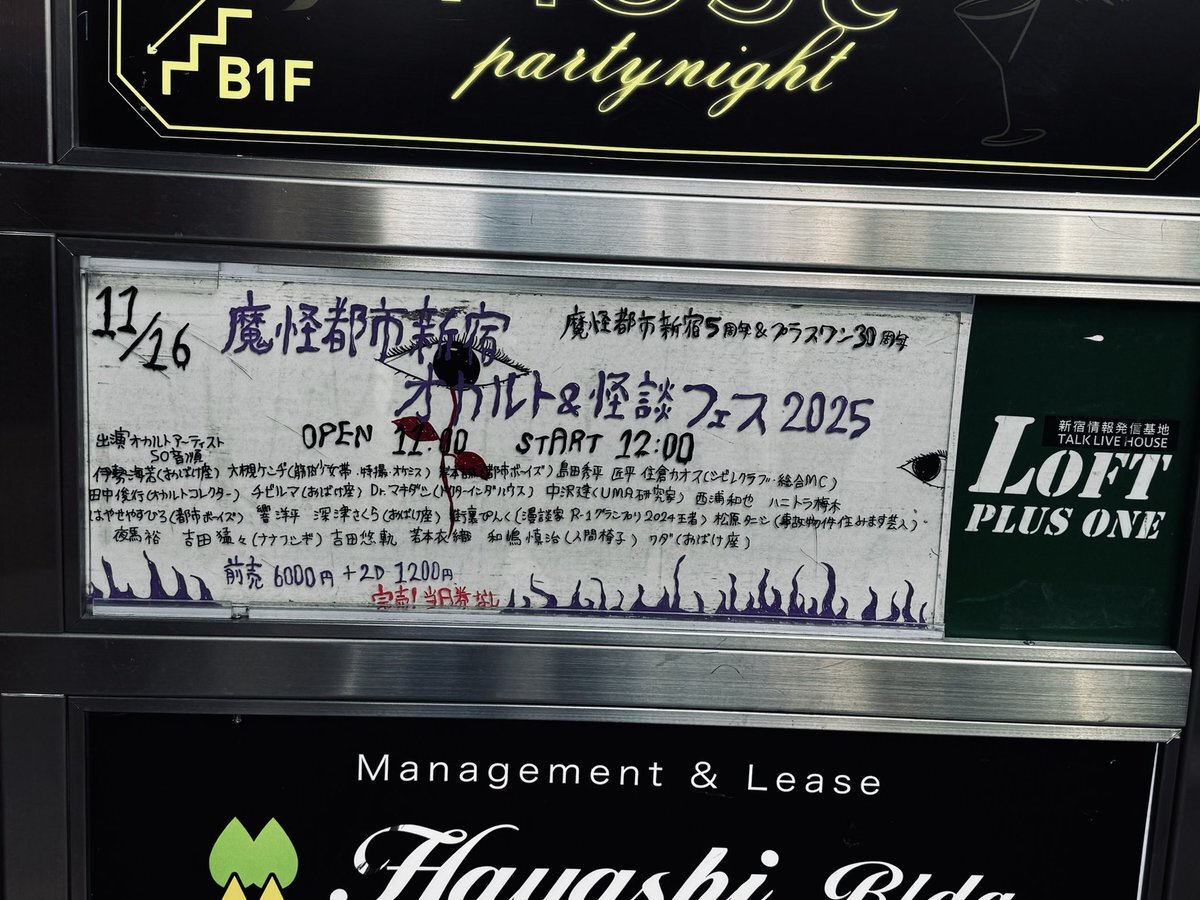 B1F
partynight
11/16
魔怪都市新宿
魔怪都市新宿5周年&プラスワン30周年
オカルト&怪談フェス 2025
OPEN 11:00 START 12:00
出演オカルトアーティスト
50音順
伊勢海若(おばけ座) 大槻ケンヂ(筋肉少女帯・特撮・オケミス) (都市ボーイズ) 島田秀平 匠平 住倉カオス 総合MC)
田中俊行(オカルトコレクター) チビル松(おばけ座) Dr.マキダシ(ドクターインダハウス) 中沢健(UMA研究家) 西浦和也 ハニトラ梅木
はやせやすひろ(都市ボーイズ) 響洋平 深津さくら(おばけ座) 街裏ぴんく(漫談家 R-1グランプリ2024王者) 松原タニシ(事故物件住みます芸人)
夜馬裕 吉田猛々(ナナフシギ) 吉田悠軌 若本衣織 和嶋慎治(人間椅子) ワダ(おばけ座)
前売 6000円 +2D 1200円
完売!当日券なし
新宿情報発信基地
TALK LIVE HOUSE
LOFT
PLUS ONE
Management & Lease
Hayashi Bldg